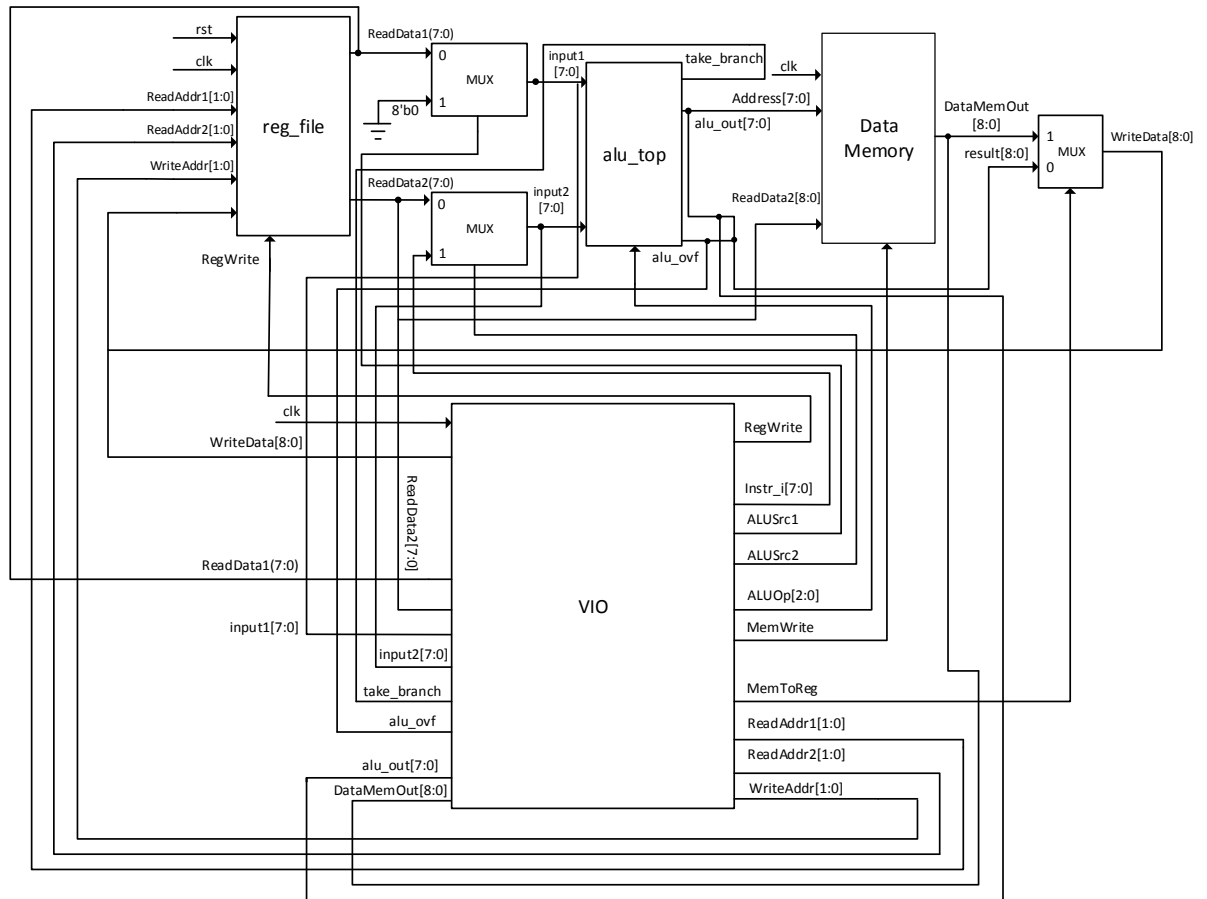 rst
clk
ReadAddr1[1:0]
ReadAddr2[1:0]
WriteAddr[1:0]
RegWrite
reg_file
ReadData1(7:0)
0
MUX
1
8'b0
ReadData2(7:0)
0
MUX
1
input1
[7:0]
input2
[7:0]
alu_top
take_branch
clk
Address[7:0]
alu_out[7:0]
ReadData2[8:0]
alu_ovf
Data
Memory
DataMemOut
[8:0]
result[8:0]
1
MUX
0
WriteData[8:0]
clk
WriteData[8:0]
ReadData2[7:0]
ReadData1(7:0)
input1[7:0]
input2[7:0]
take_branch
alu_ovf
alu_out[7:0]
DataMemOut[8:0]
VIO
RegWrite
Instr_i[7:0]
ALUSrc1
ALUSrc2
ALUOp[2:0]
MemWrite
MemToReg
ReadAddr1[1:0]
ReadAddr2[1:0]
WriteAddr[1:0]